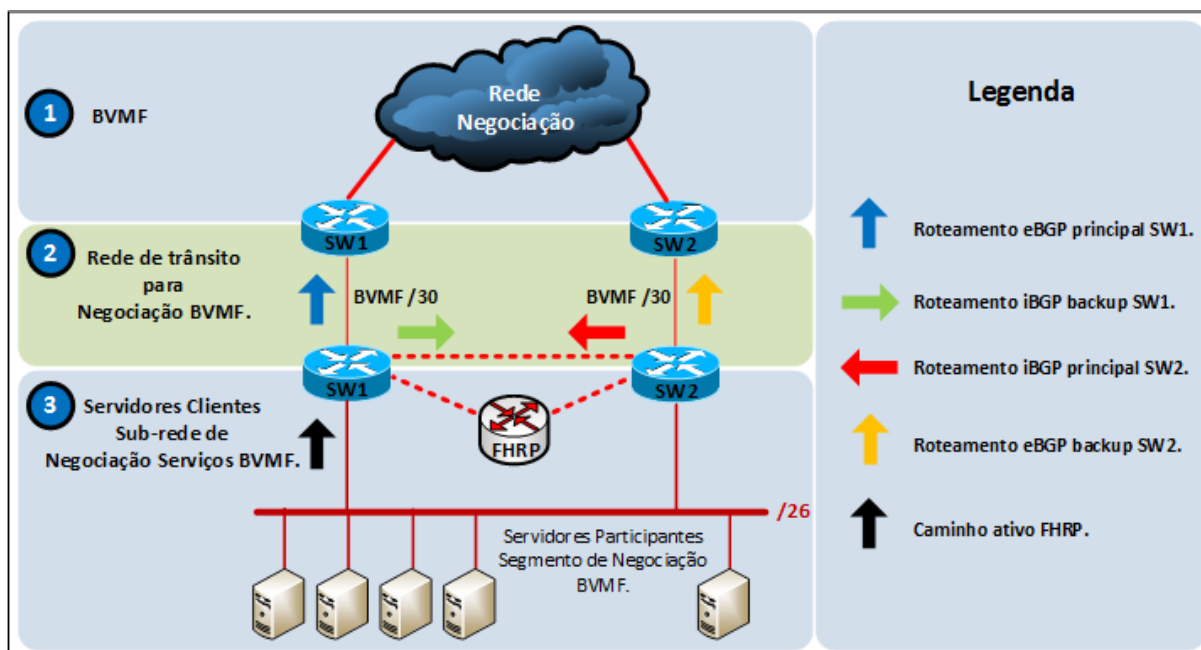 1
BVMF
Rede
Negociação
SW1
SW2
2
Rede de trânsito
para
Negociação BVMF.
BVMF /30
BVMF /30
SW1
SW2
3
Servidores Clientes
Sub-rede de
Negociação Serviços BVMF.
FHRP
/26
Servidores Participantes
Segmento de Negociação
BVMF.
Legenda
Roteamento eBGP principal SW1.
Roteamento iBGP backup SW1.
Roteamento iBGP principal SW2.
Roteamento eBGP backup SW2.
Caminho ativo FHRP.